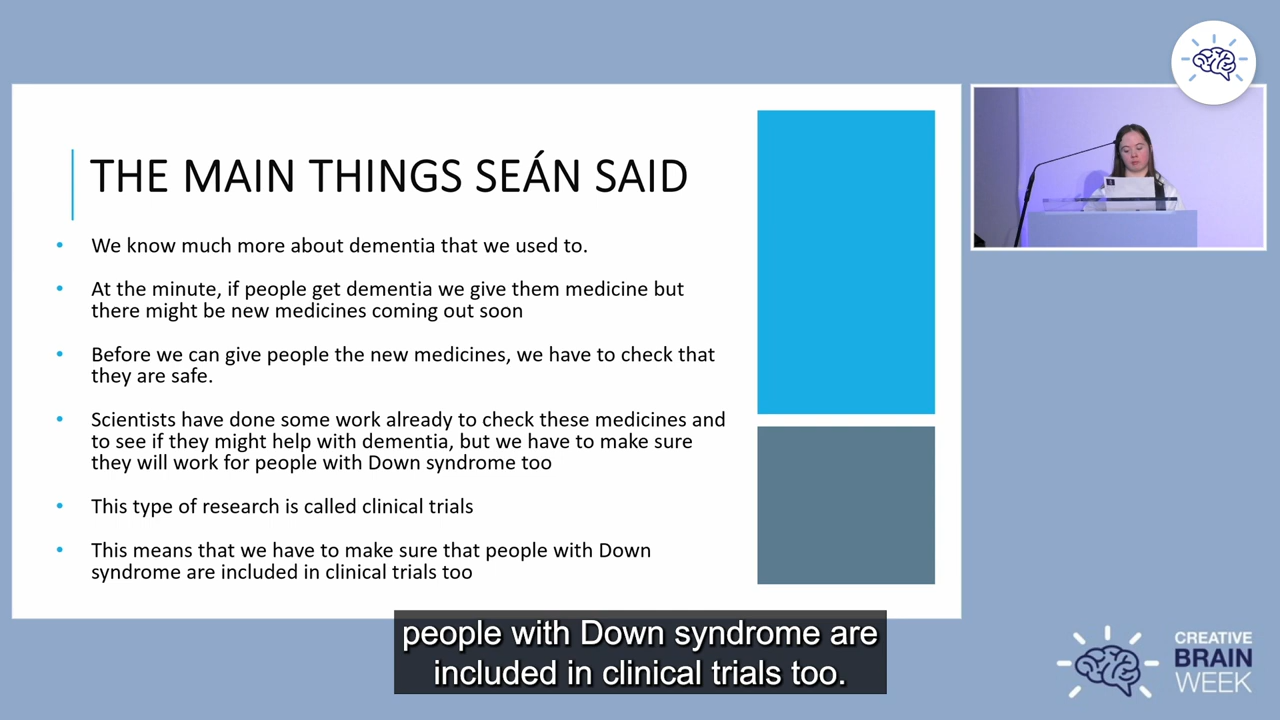 THE MAIN THINGS SEÁN SAID
• We know much more about dementia that we used to.
• At the minute, if people get dementia we give them medicine but
there might be new medicines coming out soon
• Before we can give people the new medicines, we have to check that
they are safe.
• Scientists have done some work already to check these medicines and
to see if they might help with dementia, but we have to make sure
they will work for people with Down syndrome too
• This type of research is called clinical trials
• This means that we have to make sure that people with Down
syndrome are included in clinical trials too
people with Down syndrome are
included in clinical trials too.
CREATIVE
BRAIN
WEEK